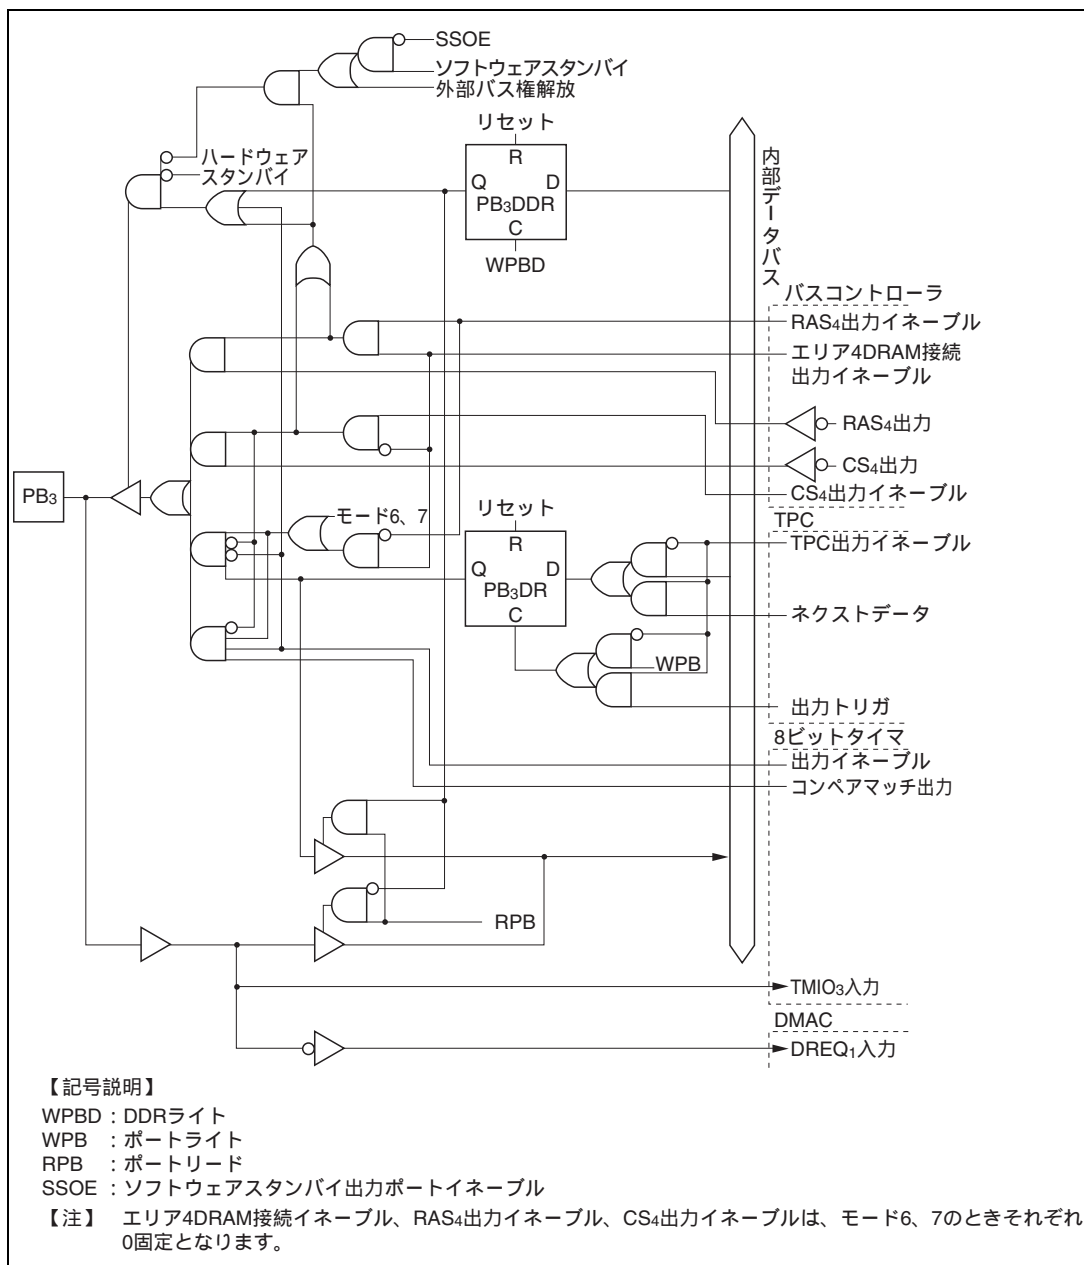 SSOE
ソフトウェアスタンバイ
外部バス権解放
リセット
ハードウェア
スタンバイ
R
Q D
PB3DDR
C
WPBD
内部データバス
バスコントローラ
RAS4出力イネーブル
エリア4DRAM接続
出力イネーブル
RAS4出力
CS4出力
CS4出力イネーブル
PB3
モード6、7
リセット
R
Q D
PB3DR
C
TPC
TPC出力イネーブル
ネクストデータ
WPB
出力トリガ
8ビットタイマ
出力イネーブル
コンペアマッチ出力
RPB
TMIO3入力
DMAC
DREQ1入力
【記号説明】
WPBD：DDRライト
WPB ：ポートライト
RPB ：ポートリード
SSOE：ソフトウェアスタンバイ出力ポートイネーブル
【注】 エリア4DRAM接続イネーブル、RAS4出力イネーブル、CS4出力イネーブルは、モード6、7のときそれぞれ
0固定となります。